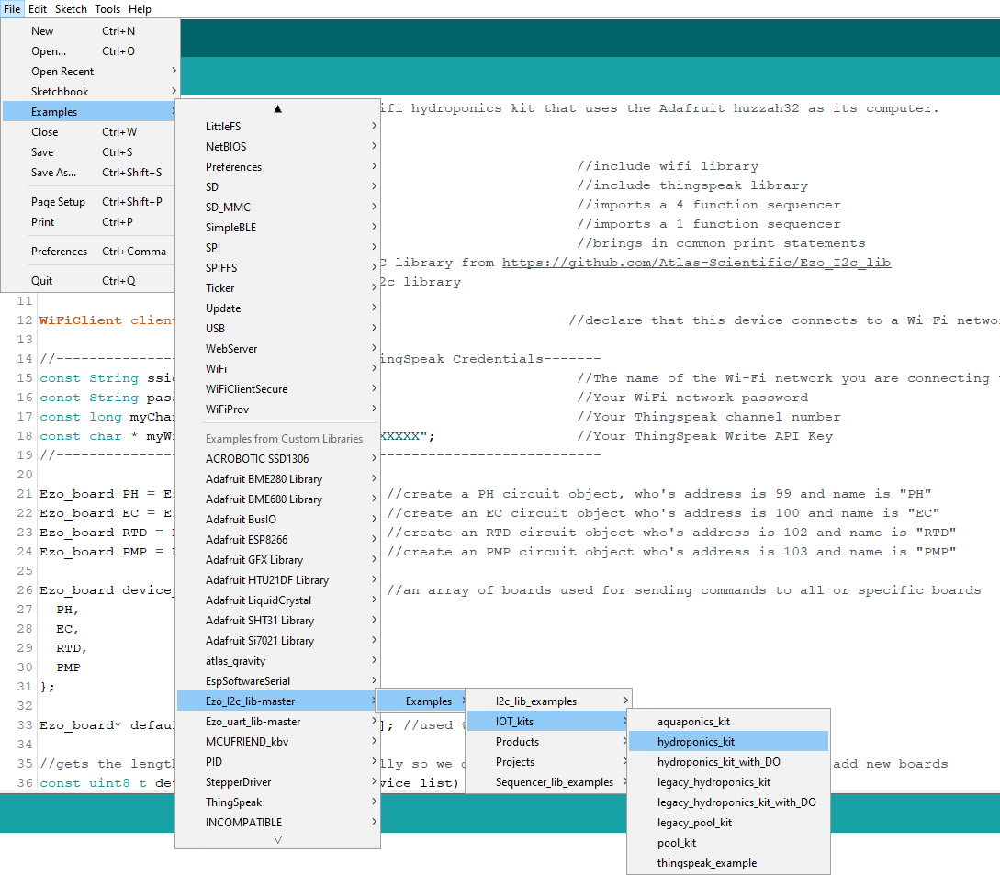 File Edit Sketch Tools Help
New Ctrl+N
Open... Ctrl+O
Open Recent
Sketchbook
Examples
Close Ctrl+W
Save Ctrl+S
Save As... Ctrl+Shift+S
Page Setup Ctrl+Shift+P
Print Ctrl+P
Preferences Ctrl+Comma
Quit Ctrl+Q
LittleFS
NetBIOS
Preferences
SD
SD_MMC
SimpleBLE
SPI
SPIFFS
Ticker
Update
USB
WebServer
WiFi
WiFiClientSecure
WiFiProv
Examples from Custom Libraries
ACROBOTIC SSD1306
Adafruit BME280 Library
Adafruit BME680 Library
Adafruit BusIO
Adafruit ESP8266
Adafruit GFX Library
Adafruit HTU21DF Library
Adafruit LiquidCrystal
Adafruit SHT31 Library
Adafruit Si7021 Library
atlas_gravity
EspSoftwareSerial
Ezo_I2c_lib-master
Ezo_uart_lib-master
MCUFRIEND_kbv
PID
StepperDriver
ThingSpeak
INCOMPATIBLE
Examples
I2c_lib_examples
IOT_kits
Products
Projects
Sequencer_lib_examples
aquaponics_kit
hydroponics_kit
hydroponics_kit_with_DO
legacy_hydroponics_kit
legacy_hydroponics_kit_with_DO
legacy_pool_kit
pool_kit
thingspeak_example
ifi hydroponics kit that uses the Adafruit huzzah32 as its computer.
//include wifi library
//include thingspeak library
//imports a 4 function sequencer
//imports a 1 function sequencer
//brings in common print statements
C library from https://github.com/Atlas-Scientific/Ezo_I2c_lib
2c library
11
12 WiFiClient client //declare that this device connects to a Wi-Fi netwo
13
14 //--------------- ingSpeak Credentials-------
15 const String ssid //The name of the Wi-Fi network you are connecting
16 const String pass //Your WiFi network password
17 const long myChan //Your Thingspeak channel number
18 const char * myWr XXXXX"; //Your ThingSpeak Write API Key
19 //--------------- ---------------------------
20
21 Ezo_board PH = Ez //create a PH circuit object, who's address is 99 and name is "PH"
22 Ezo_board EC = Ez //create an EC circuit object who's address is 100 and name is "EC"
23 Ezo_board RTD = //create an RTD circuit object who's address is 102 and name is "RTD"
24 Ezo_board PMP = //create an PMP circuit object who's address is 103 and name is "PMP"
25
26 Ezo_board device_ //an array of boards used for sending commands to all or specific boards
27 PH,
28 EC,
29 RTD,
30 PMP
31 };
32
33 Ezo_board* defau ]; //used t
34
35 //gets the length lly so we add new boards
36 const uint8_t dev vice_list)